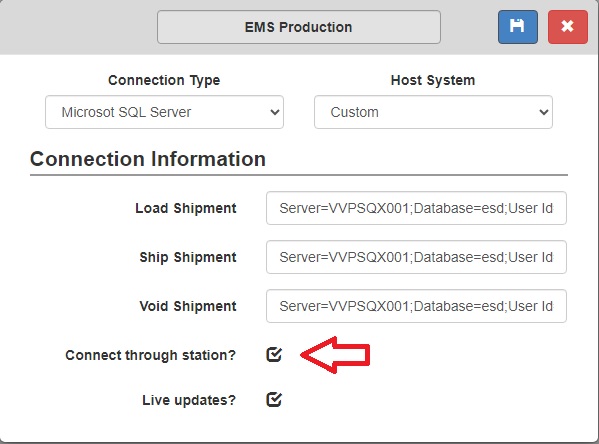 EMS Production
Connection Type Host System
Microsot SQL Server Custom
Connection Information
Load Shipment Server=VVPSQX001;Database=esd;User Id
Ship Shipment Server=VVPSQX001;Database=esd;User Id
Void Shipment Server=VVPSQX001;Database=esd;User Id
Connect through station?
Live updates?